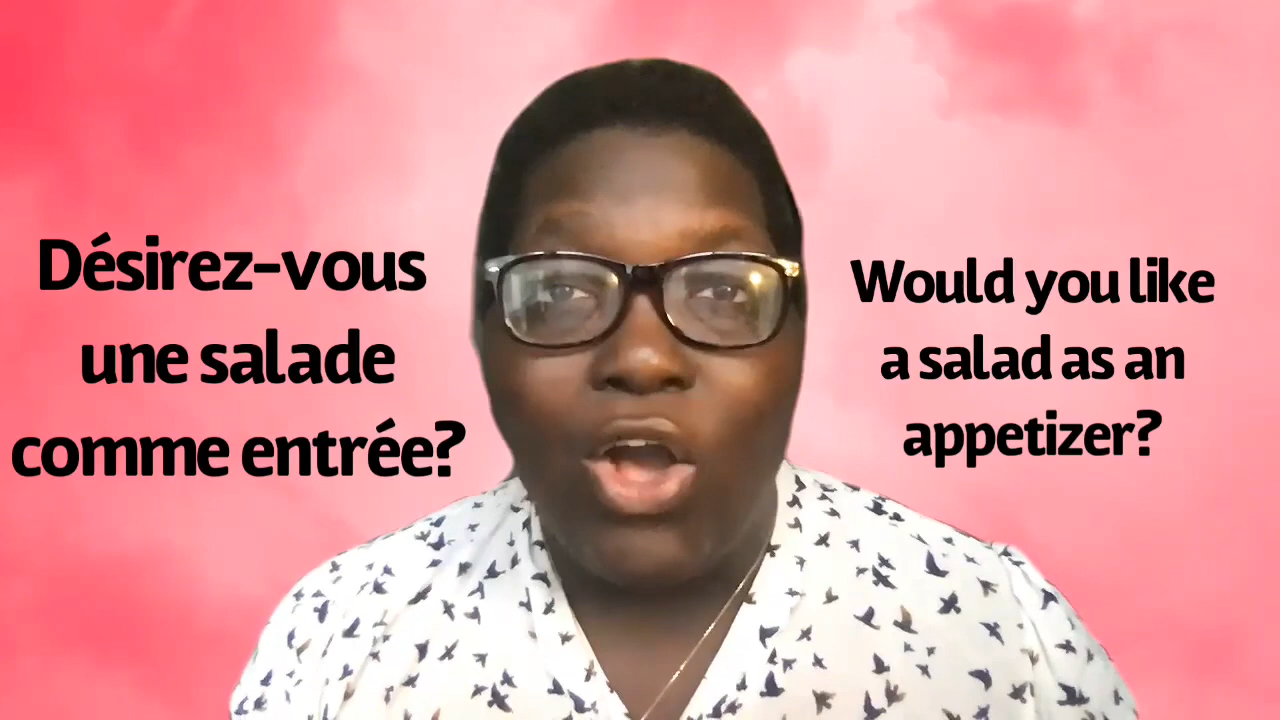 Désirez-vous
une salade
comme entrée?
Would you like
a salad as an
appetizer?